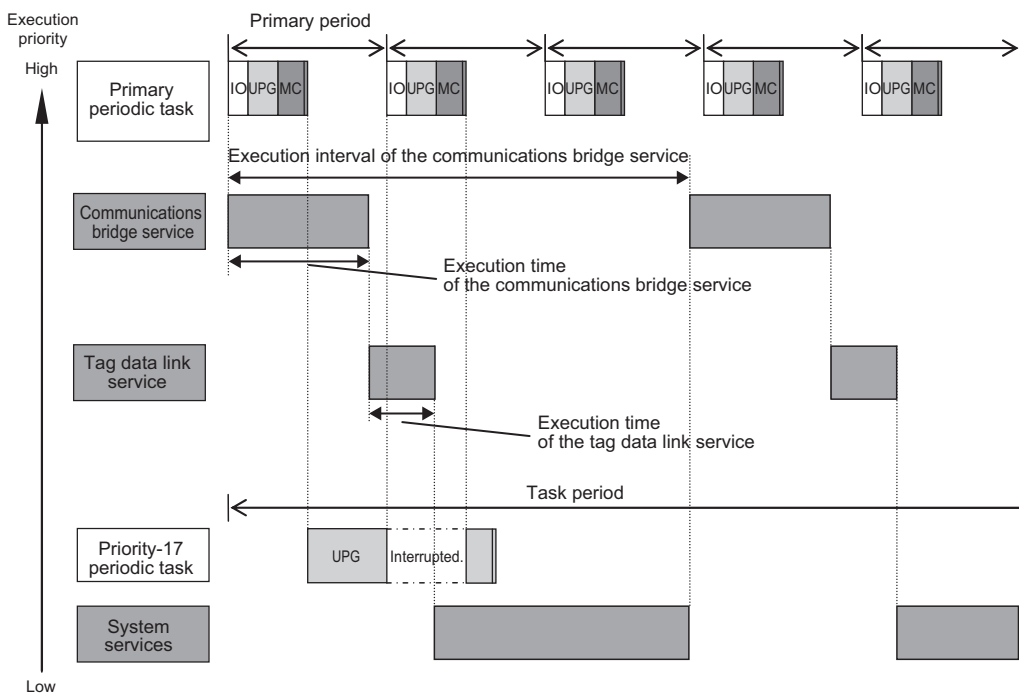 Execution
priority
High
Primary period
Primary
periodic task
IO UPG MC
IO UPG MC
IO UPG MC
IO UPG MC
IO UPG MC
Execution interval of the communications bridge service
Communications
bridge service
Execution time
of the communications bridge service
Tag data link
service
Execution time
of the tag data link service
Task period
Priority-17
periodic task
UPG
Interrupted.
System
services
Low